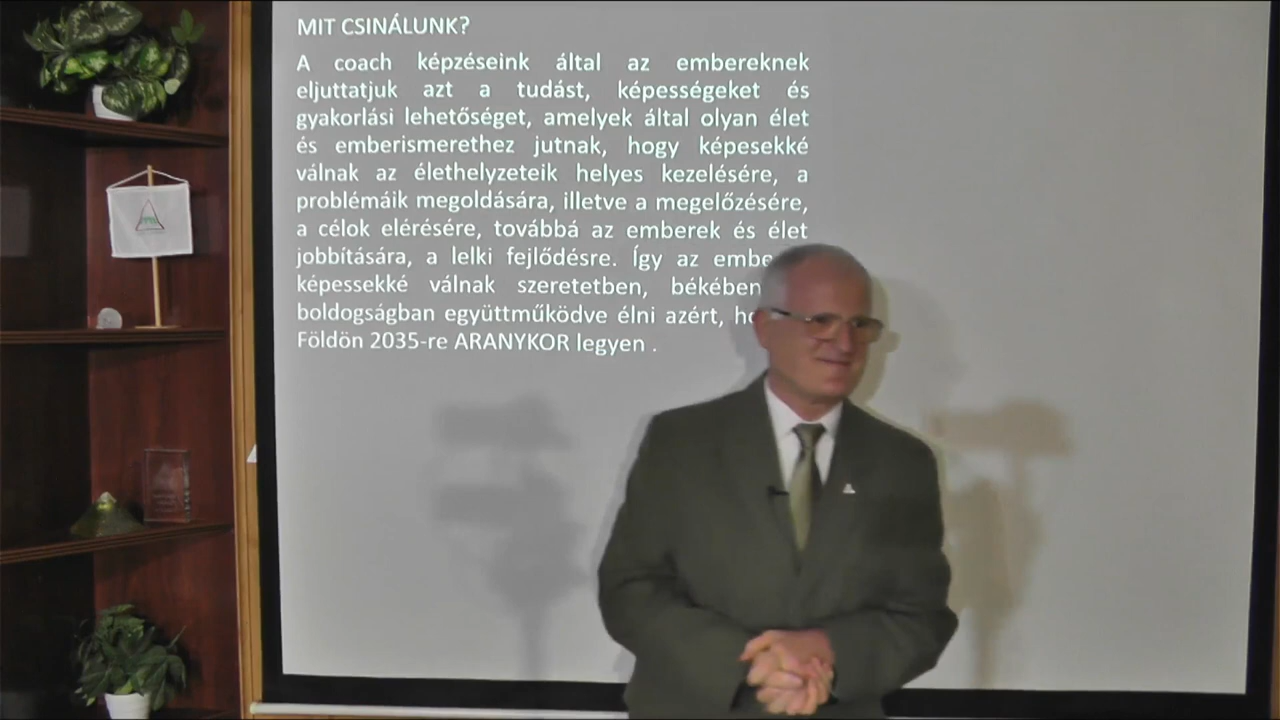 MIT CSINÁLUNK?
A coach képzéseink által az embereknek
eljuttatjuk azt a tudást, képességeket és
gyakorlási lehetőséget, amelyek által olyan élet
és emberismerethez jutnak, hogy képesekké
válnak az élethelyzeteik helyes kezelésére, a
problémáik megoldására, illetve a megelőzésére,
a célok elérésére, továbbá az emberek és élet
jobbítására, a lelki fejlődésre. Így az embe
képessekké válnak szeretetben, békében
boldogságban együttműködve élni azért, ho
Földön 2035-re ARANYKOR legyen .